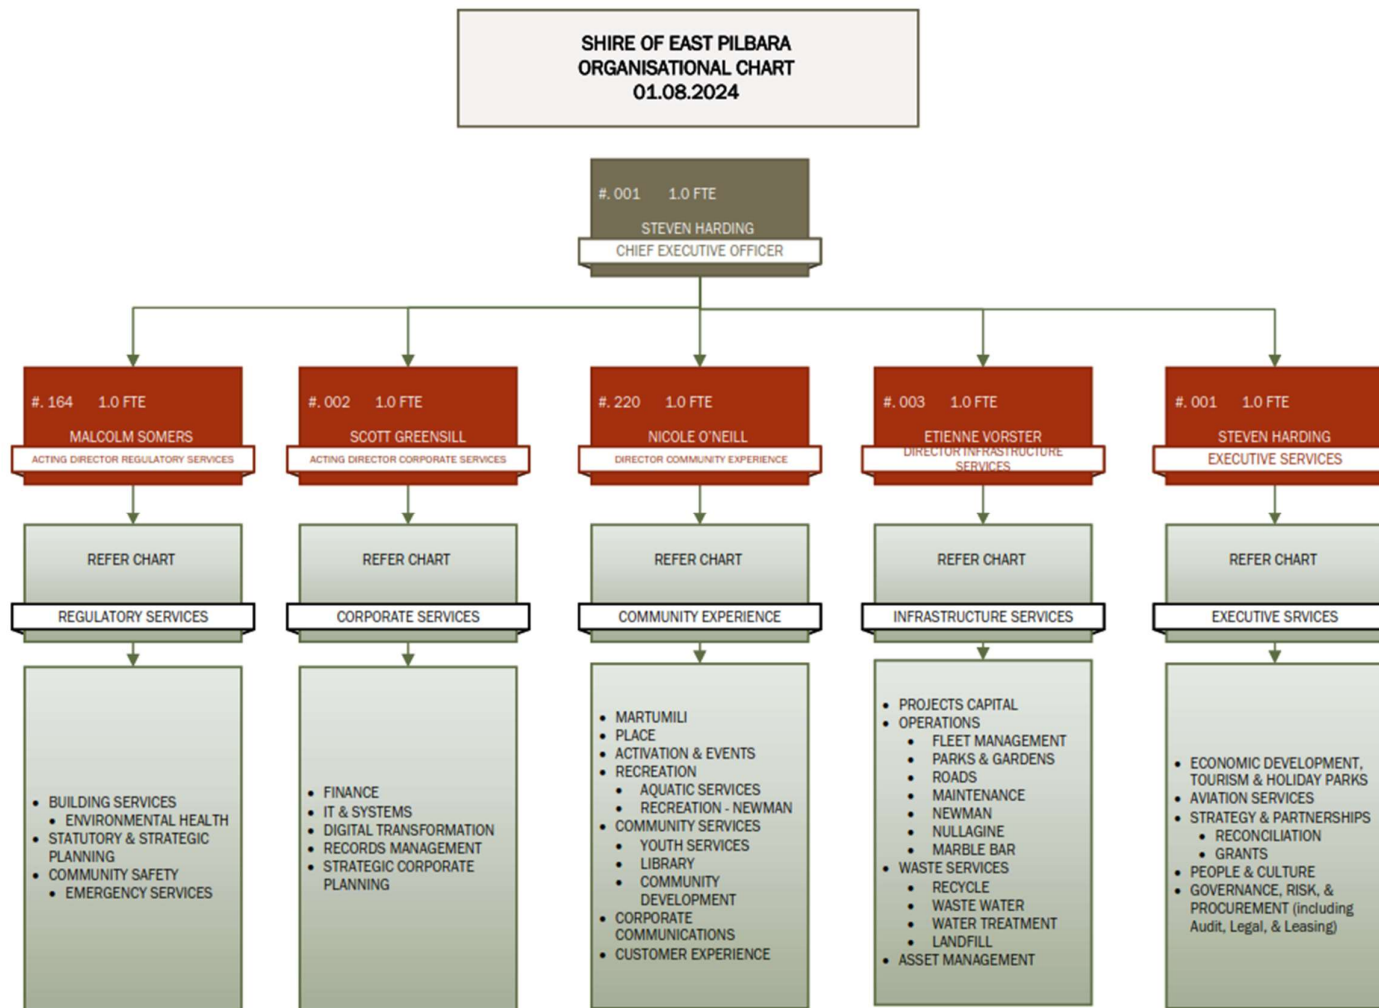 SHIRE OF EAST PILBARA
ORGANISATIONAL CHART
01.08.2024
#. 001 1.0 FTE
STEVEN HARDING
CHIEF EXECUTIVE OFFICER
#. 164 1.0 FTE
MALCOLM SOMERS
ACTING DIRECTOR REGULATORY SERVICES
#. 002 1.0 FTE
SCOTT GREENSILL
ACTING DIRECTOR CORPORATE SERVICES
#. 220 1.0 FTE
NICOLE O'NEILL
DIRECTOR COMMUNITY EXPERIENCE
#. 003 1.0 FTE
ETIENNE VORSTER
DIRECTOR INFRASTRUCTURE
SERVICES
#. 001 1.0 FTE
STEVEN HARDING
EXECUTIVE SERVICES
REFER CHART
REGULATORY SERVICES
REFER CHART
CORPORATE SERVICES
REFER CHART
COMMUNITY EXPERIENCE
REFER CHART
INFRASTRUCTURE SERVICES
REFER CHART
EXECUTIVE SRVICES
• BUILDING SERVICES
• ENVIRONMENTAL HEALTH
• STATUTORY & STRATEGIC
PLANNING
• COMMUNITY SAFETY
• EMERGENCY SERVICES
• FINANCE
• IT & SYSTEMS
• DIGITAL TRANSFORMATION
• RECORDS MANAGEMENT
• STRATEGIC CORPORATE
PLANNING
• MARTUMILI
• PLACE
• ACTIVATION & EVENTS
• RECREATION
• AQUATIC SERVICES
• RECREATION - NEWMAN
• COMMUNITY SERVICES
• YOUTH SERVICES
• LIBRARY
• COMMUNITY
DEVELOPMENT
• CORPORATE
COMMUNICATIONS
• CUSTOMER EXPERIENCE
• PROJECTS CAPITAL
• OPERATIONS
• FLEET MANAGEMENT
• PARKS & GARDENS
• ROADS
• MAINTENANCE
• NEWMAN
• NULLAGINE
• MARBLE BAR
• WASTE SERVICES
• RECYCLE
• WASTE WATER
• WATER TREATMENT
• LANDFILL
• ASSET MANAGEMENT
• ECONOMIC DEVELOPMENT,
TOURISM & HOLIDAY PARKS
• AVIATION SERVICES
• STRATEGY & PARTNERSHIPS
• RECONCILIATION
• GRANTS
• PEOPLE & CULTURE
• GOVERNANCE, RISK, &
PROCUREMENT (including
Audit, Legal, & Leasing)